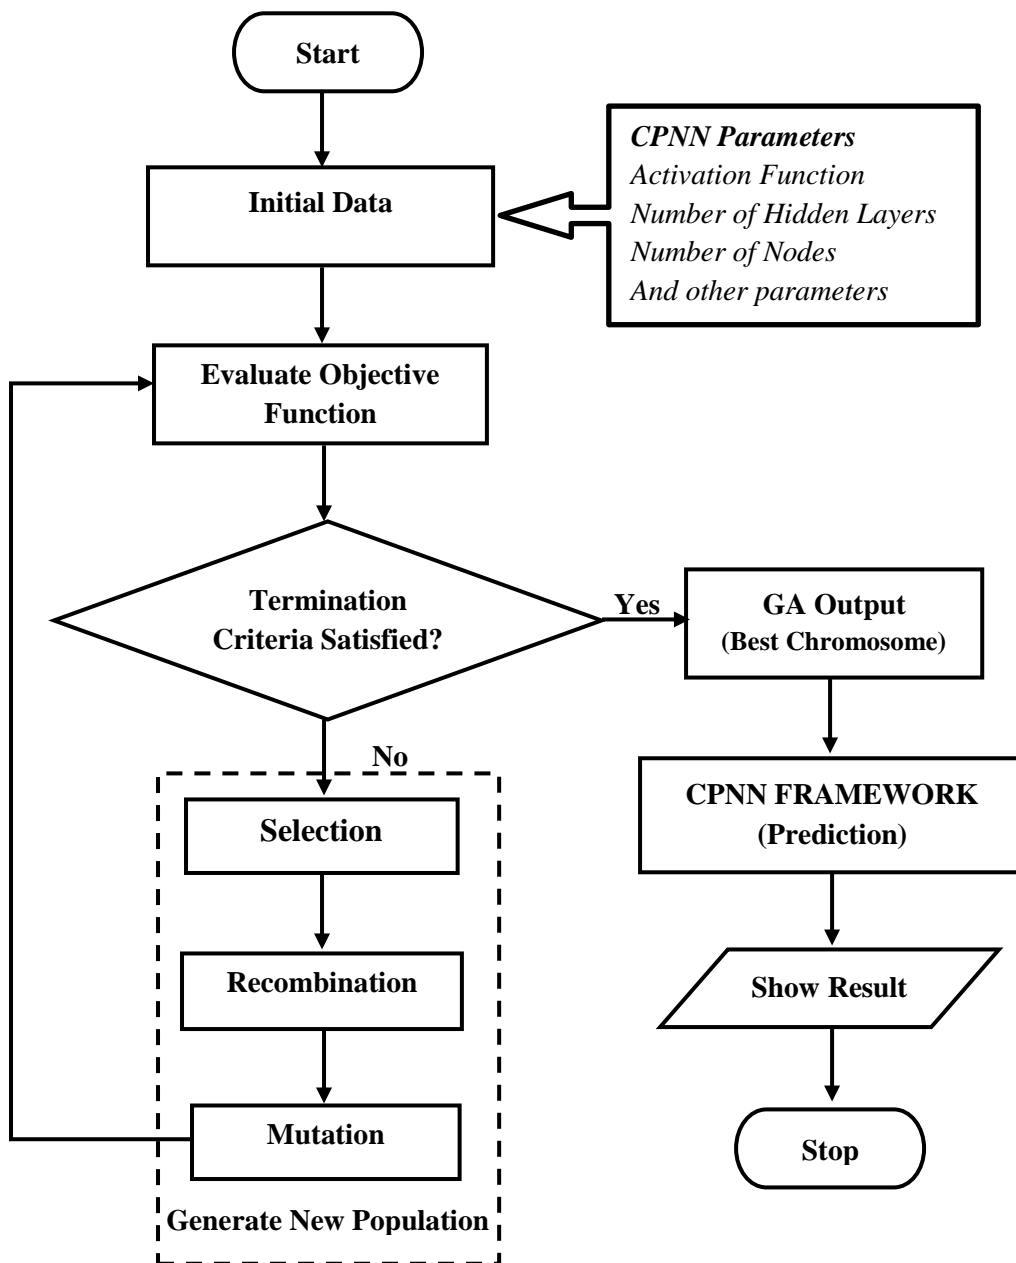 Start
CPNN Parameters
Activation Function
Number of Hidden Layers
Number of Nodes
And other parameters
Initial Data
Evaluate Objective
Function
Termination
Criteria Satisfied?
Yes
GA Output
(Best Chromosome)
No
CPNN FRAMEWORK
(Prediction)
Selection
Recombination
Show Result
Mutation
Stop
Generate New Population